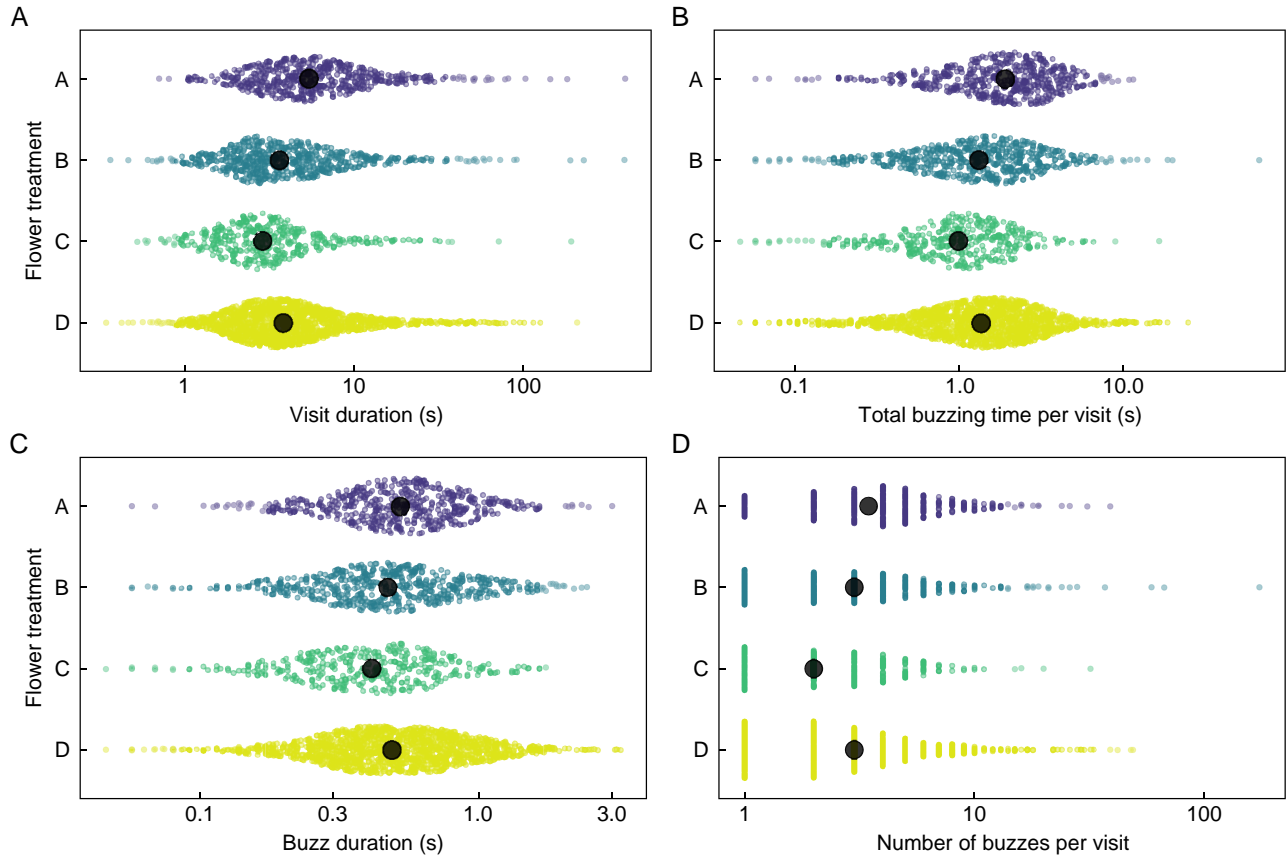 A
Flower treatment
A
B
C
D
1 10 100
Visit duration (s)
B
A
B
C
D
0.1 1.0 10.0
Total buzzing time per visit (s)
C
Flower treatment
A
B
C
D
0.1 0.3 1.0 3.0
Buzz duration (s)
D
A
B
C
D
1 10 100
Number of buzzes per visit